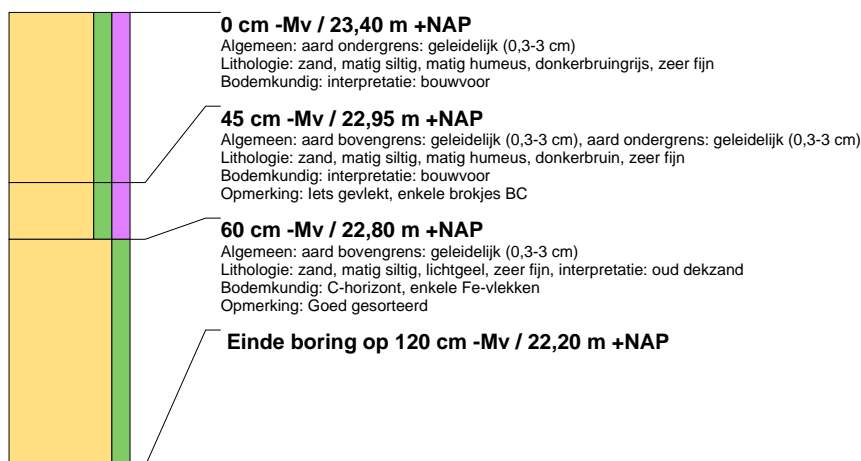 0 cm -Mv / 23,40 m +NAP
Algemeen: aard ondergrens: geleidelijk (0,3-3 cm)
Lithologie: zand, matig siltig, matig humeus, donkerbruingrijs, zeer fijn
Bodemkundig: interpretatie: bouwvoor
45 cm -Mv / 22,95 m +NAP
Algemeen: aard bovengrens: geleidelijk (0,3-3 cm), aard ondergrens: geleidelijk (0,3-3 cm)
Lithologie: zand, matig siltig, matig humeus, donkerbruin, zeer fijn
Bodemkundig: interpretatie: bouwvoor
Opmerking: Iets gevlekt, enkele brokjes BC
60 cm -Mv / 22,80 m +NAP
Algemeen: aard bovengrens: geleidelijk (0,3-3 cm)
Lithologie: zand, matig siltig, lichtgeel, zeer fijn, interpretatie: oud dekzand
Bodemkundig: C-horizont, enkele Fe-vlekken
Opmerking: Goed gesorteerd
Einde boring op 120 cm -Mv / 22,20 m +NAP